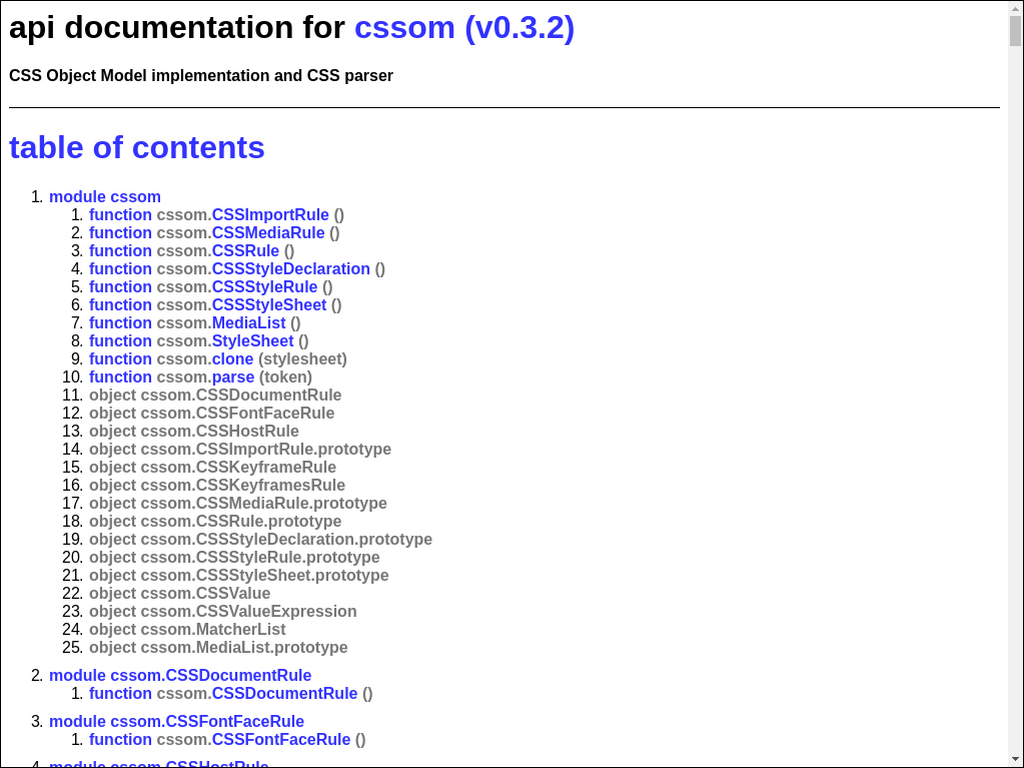 api documentation for cssom (v0.3.2)
CSS Object Model implementation and CSS parser
table of contents
1. module cssom
1. function cssom.CSSImportRule ()
2. function cssom.CSSMediaRule ()
3. function cssom.CSSRule ()
4. function cssom.CSSStyleDeclaration ()
5. function cssom.CSSStyleRule ()
6. function cssom.CSSStyleSheet ()
7. function cssom.MediaList ()
8. function cssom.StyleSheet ()
9. function cssom.clone (stylesheet)
10. function cssom.parse (token)
11. object cssom.CSSDocumentRule
12. object cssom.CSSFontFaceRule
13. object cssom.CSSHostRule
14. object cssom.CSSImportRule.prototype
15. object cssom.CSSKeyframeRule
16. object cssom.CSSKeyframesRule
17. object cssom.CSSMediaRule.prototype
18. object cssom.CSSRule.prototype
19. object cssom.CSSStyleDeclaration.prototype
20. object cssom.CSSStyleRule.prototype
21. object cssom.CSSStyleSheet.prototype
22. object cssom.CSSValue
23. object cssom.CSSValueExpression
24. object cssom.MatcherList
25. object cssom.MediaList.prototype
2. module cssom.CSSDocumentRule
1. function cssom.CSSDocumentRule ()
3. module cssom.CSSFontFaceRule
1. function cssom.CSSFontFaceRule ()
4. module cssom.CSSHostRule